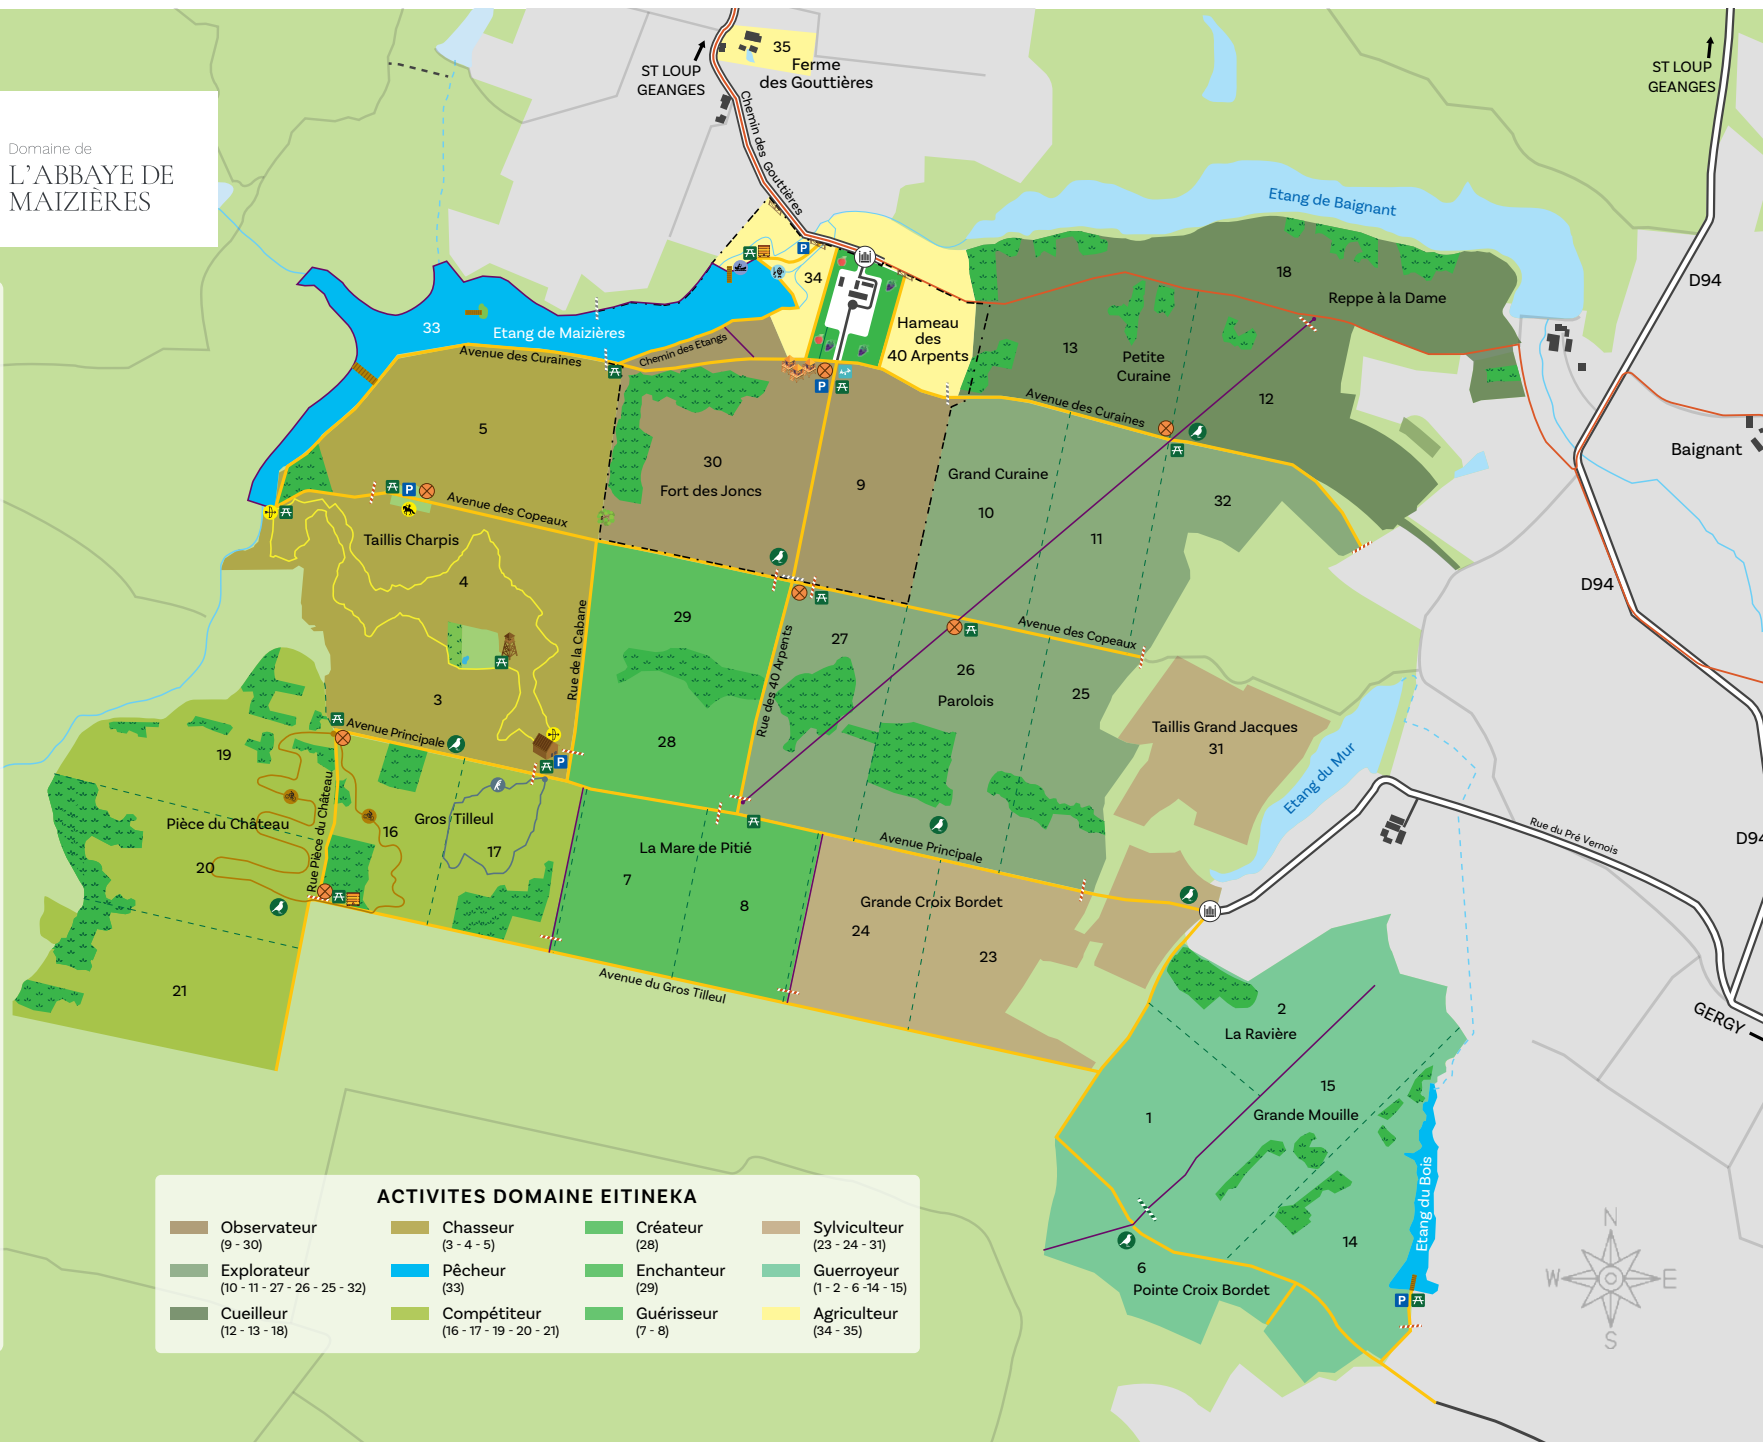 Domaine de
L'ABBAYE DE
MAIZIÈRES
ST LOUP
GEANGES
35
Ferme
des Gouttières
Chemin des Gouttières
ST LOUP
GEANGES
Etang de Baignant
D94
P
34
18
Reppe à la Dame
33
Etang de Maizières
Avenue des Curaines
Chemin des Etangs
Hameau
des
40 Arpents
13
Petite
Curaine
P
12
Avenue des Curaines
Baignant
5
30
Fort des Joncs
9
Grand Curaine
10
32
11
P
Avenue des Copeaux
Taillis Charpis
4
D94
29
27
Avenue des Copeaux
Rue de la Cabane
Rue des 40 Arpents
26
Parolois
25
3
28
Taillis Grand Jacques
31
Etang du Mur
Avenue Principale
P
19
Pièce du Château
Rue Pièce du Château
16
Gros Tilleul
17
20
La Mare de Pitié
7
8
Avenue Principale
Rue du Pré Vernois
D94
Grande Croix Bordet
24
23
21
Avenue du Gros Tilleul
GERGY
2
La Ravière
15
Grande Mouille
1
Etang du Bois
14
6
Pointe Croix Bordet
P
N
W
E
S
ACTIVITES DOMAINE EITINEKA
Observateur
(9 - 30)
Explorateur
(10 - 11 - 27 - 26 - 25 - 32)
Cueilleur
(12 - 13 - 18)
Chasseur
(3 - 4 - 5)
Pêcheur
(33)
Compétiteur
(16 - 17 - 19 - 20 - 21)
Créateur
(28)
Enchanteur
(29)
Guérisseur
(7 - 8)
Sylviculteur
(23 - 24 - 31)
Guerroyeur
(1 - 2 - 6 -14 - 15)
Agriculteur
(34 - 35)